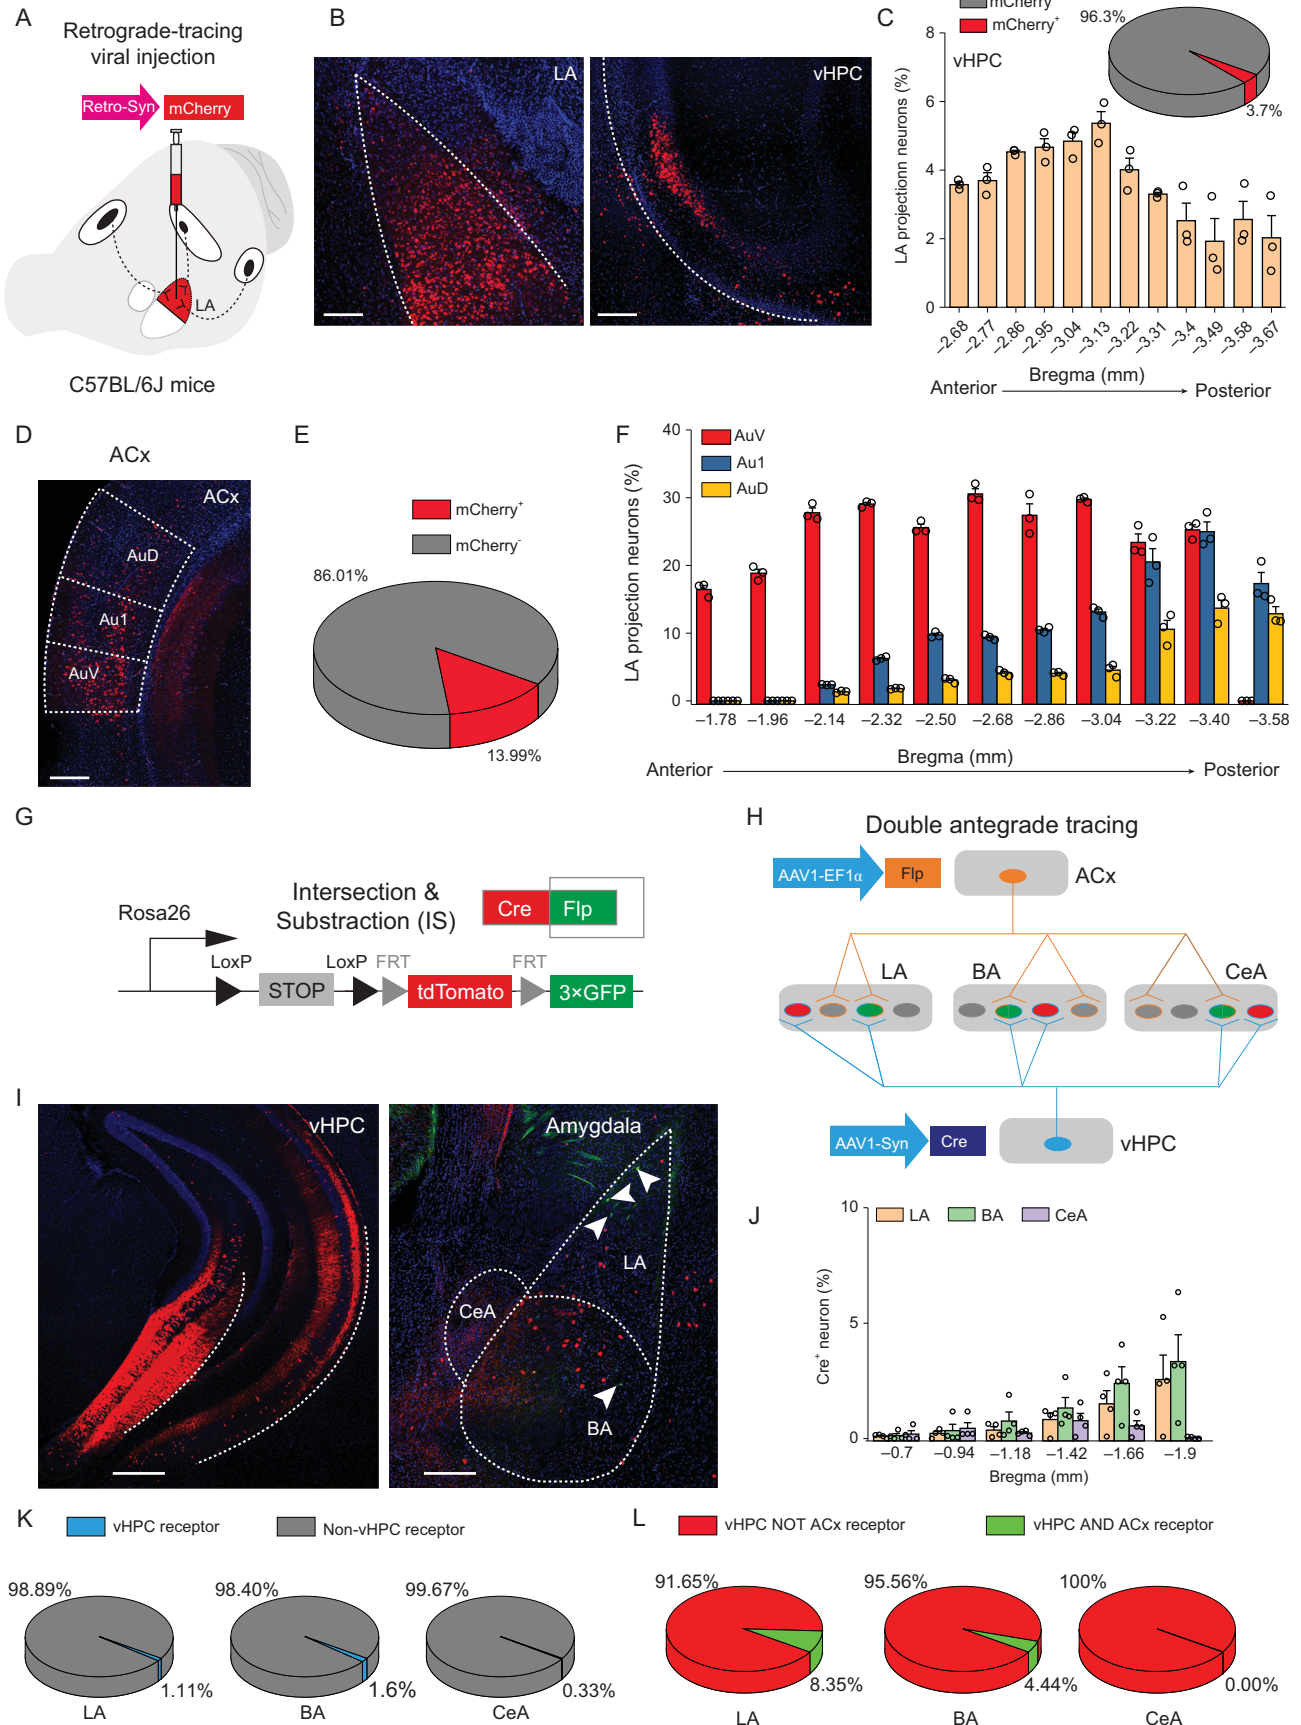 A
Retrograde-tracing
viral injection
Retro-Syn
mCherry
LA
C57BL/6J mice
B
LA
vHPC
C
mCherry
mCherry+
96.3%
3.7%
vHPC
LA projectionn neurons (%)
8
6
4
2
0
−2.68
−2.77
−2.86
−2.95
−3.04
−3.13
−3.22
−3.31
−3.4
−3.49
−3.58
−3.67
Bregma (mm)
Anterior
Posterior
D
ACx
ACx
AuD
Au1
AuV
E
mCherry+
mCherry-
86.01%
13.99%
F
AuV
Au1
AuD
LA projection neurons (%)
40
30
20
10
0
−1.78
−1.96
−2.14
−2.32
−2.50
−2.68
−2.86
−3.04
−3.22
−3.40
−3.58
Bregma (mm)
Anterior
Posterior
G
Intersection &
Substraction (IS)
Cre
Flp
Rosa26
LoxP
LoxP
FRT
FRT
STOP
tdTomato
3×GFP
H
Double antegrade tracing
AAV1-EF1α
Flp
ACx
LA
BA
CeA
AAV1-Syn
Cre
vHPC
I
vHPC
Amygdala
LA
CeA
BA
J
LA
BA
CeA
Cre+ neuron (%)
10
5
0
−0.7
−0.94
−1.18
−1.42
−1.66
−1.9
Bregma (mm)
K
vHPC receptor
Non-vHPC receptor
98.89%
98.40%
99.67%
1.11%
1.6%
0.33%
LA
BA
CeA
L
vHPC NOT ACx receptor
vHPC AND ACx receptor
91.65%
95.56%
100%
8.35%
4.44%
0.00%
LA
BA
CeA